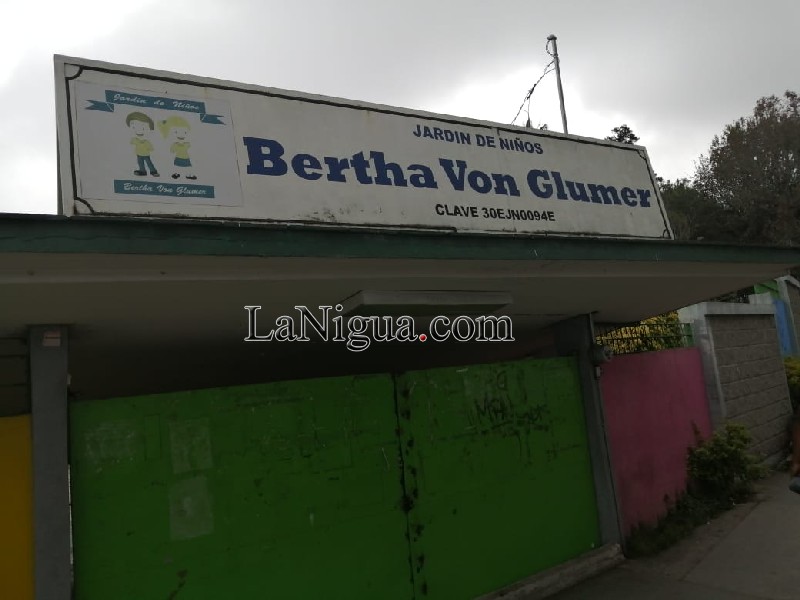 Jardin de Niños
Bertha Von Glumer
JARDIN DE NIÑOS
Bertha Von Glumer
CLAVE 30EJN0094E
LaNigua.com